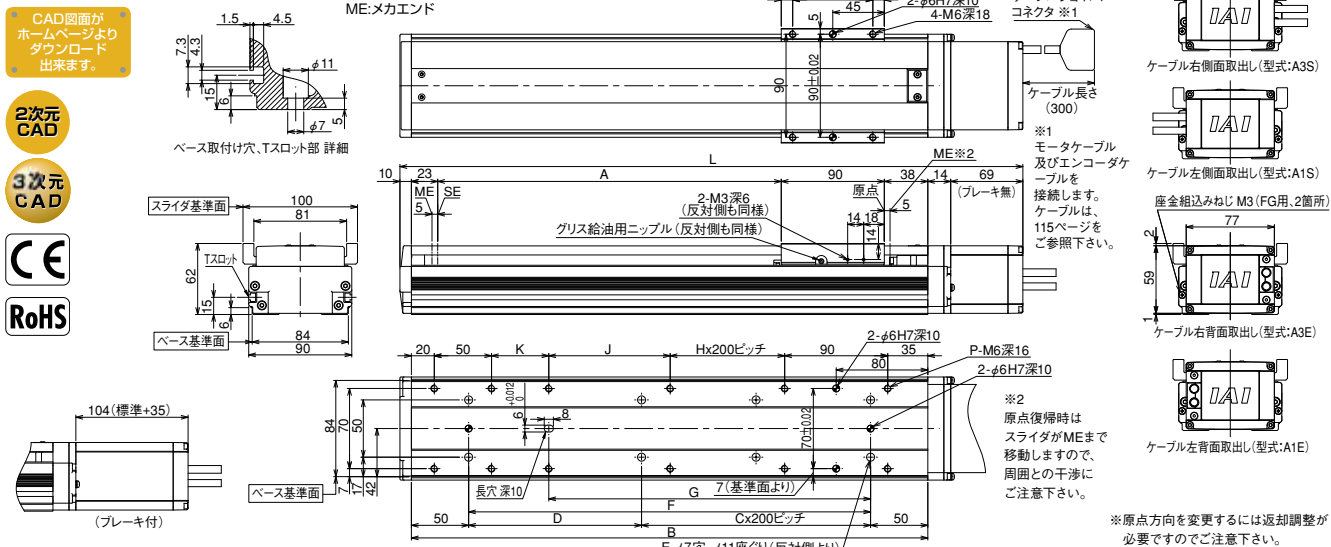 ME:メカエンド
CAD図面が
ホームページより
ダウンロード
出来ます。
2次元
CAD
3次元
CAD
CE
RoHS
1.5
4.5
7.3
4.3
15
6
φ11
φ7
5
ベース取付け穴、Tスロット部 詳細
5
45
2-φ6H7深10
4-M6深18
コネクタ ※1
90
90±0.02
ケーブル長さ
(300)
※1
モータケーブル
及びエンコーダケ
ーブルを
接続します。
ケーブルは、
115ページを
ご参照下さい。
L
ME※2
10
23
A
90
38
14
69
ME
SE
5
原点
5
(ブレーキ無)
2-M3深6
(反対側も同様)
グリス給油用ニップル(反対側も同様)
14
18
14
スライダ基準面
100
81
Tスロット
62
15
6
ベース基準面
84
90
20
50
K
J
Hx200ピッチ
90
35
80
2-φ6H7深10
P-M6深16
2-φ6H7深10
84
70
50
6 +0.012 0
8
70±0.02
7
17
42
ベース基準面
長穴 深10
7(基準面より)
G
F
50
D
Cx200ピッチ
50
B
104(標準+35)
(ブレーキ付)
※2
原点復帰時は
スライダがMEまで
移動しますので、
周囲との干渉に
ご注意下さい。
IAI
ケーブル右側面取出し(型式:A3S)
IAI
ケーブル左側面取出し(型式:A1S)
座金組込みねじ M3(FG用、2箇所)
77
2
59
1
IAI
ケーブル右背面取出し(型式:A3E)
IAI
ケーブル左背面取出し(型式:A1E)
※原点方向を変更するには返却調整が
必要ですのでご注意下さい。